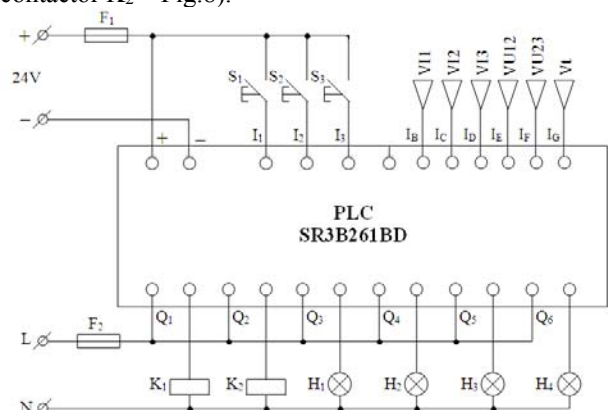 contactor K2 – Fig.6).
F1
+
24V
−
S1 S2 S3
VI1 VI2 VI3 VU12 VU23 Vt
+ − I1 I2 I3 IB IC ID IE IF IG
PLC
SR3B261BD
Q1 Q2 Q3 Q4 Q5 Q6
L F2
K1 K2 H1 H2 H3 H4
N